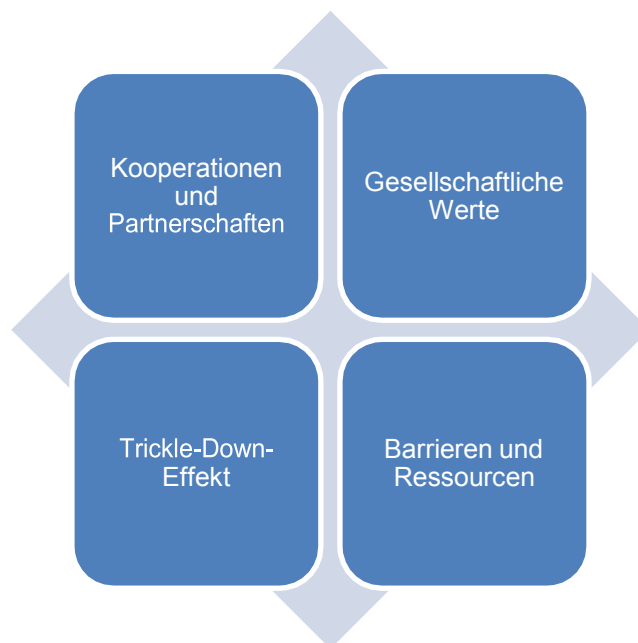 Kooperationen
und
Partnerschaften
Gesellschaftliche
Werte
Trickle-Down-
Effekt
Barrieren und
Ressourcen